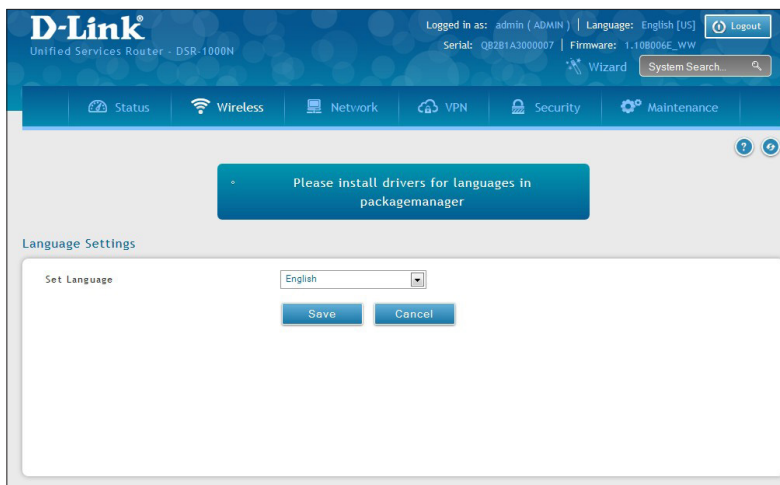 D-Link®
Unified Services Router - DSR-1000N
Logged in as: admin ( ADMIN ) | Language: English [US]
Logout
Serial: QB2B1A3000007 | Firmware: 1.10B006E_WW
Wizard
System Search...
Status
Wireless
Network
VPN
Security
Maintenance
Please install drivers for languages in
packagemanager
Language Settings
Set Language
English
Save
Cancel